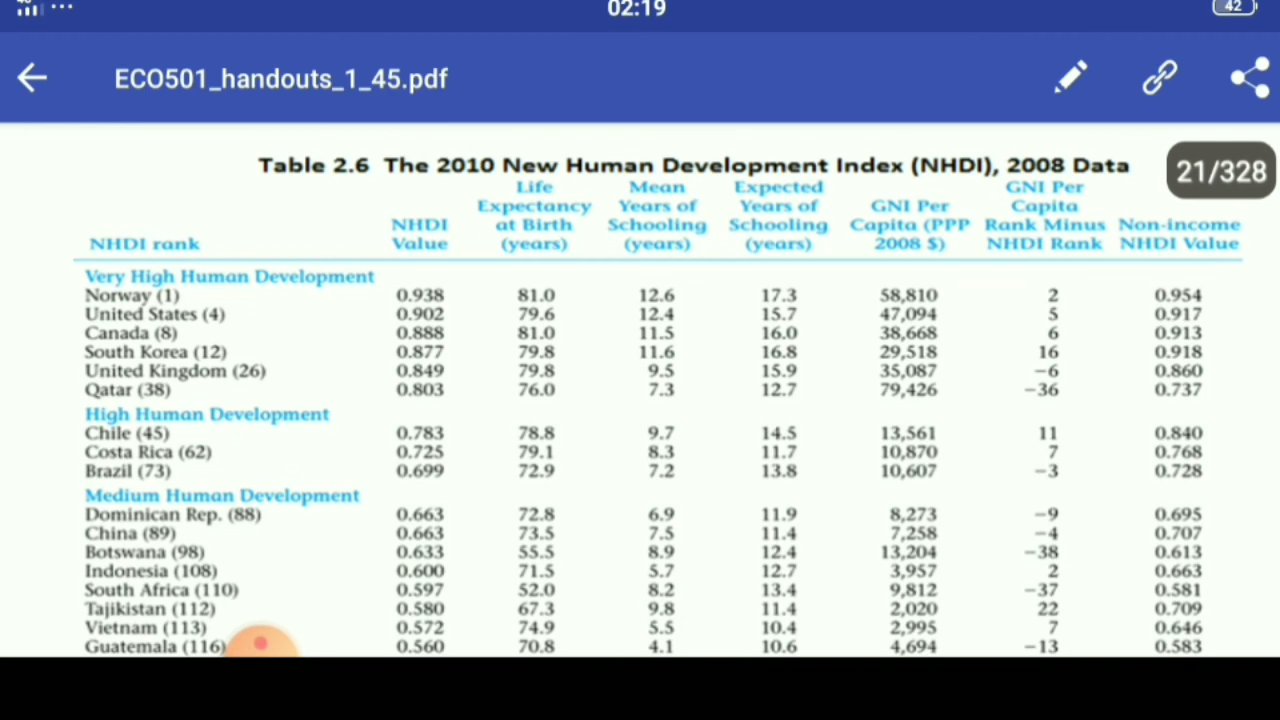 02:19
42
ECO501_handouts_1_45.pdf
Table 2.6 The 2010 New Human Development Index (NHDI), 2008 Data
21/328
NHDI rank NHDI Value Life Expectancy at Birth (years) Mean Years of Schooling (years) Expected Years of Schooling (years) GNI Per Capita (PPP 2008 $) GNI Per Capita Rank Minus NHDI Rank Non-income NHDI Value
Very High Human Development
Norway (1) 0.938 81.0 12.6 17.3 58,810 2 0.954
United States (4) 0.902 79.6 12.4 15.7 47,094 5 0.917
Canada (8) 0.888 81.0 11.5 16.0 38,668 6 0.913
South Korea (12) 0.877 79.8 11.6 16.8 29,518 16 0.918
United Kingdom (26) 0.849 79.8 9.5 15.9 35,087 −6 0.860
Qatar (38) 0.803 76.0 7.3 12.7 79,426 −36 0.737
High Human Development
Chile (45) 0.783 78.8 9.7 14.5 13,561 11 0.840
Costa Rica (62) 0.725 79.1 8.3 11.7 10,870 7 0.768
Brazil (73) 0.699 72.9 7.2 13.8 10,607 −3 0.728
Medium Human Development
Dominican Rep. (88) 0.663 72.8 6.9 11.9 8,273 −9 0.695
China (89) 0.663 73.5 7.5 11.4 7,258 −4 0.707
Botswana (98) 0.633 55.5 8.9 12.4 13,204 −38 0.613
Indonesia (108) 0.600 71.5 5.7 12.7 3,957 2 0.663
South Africa (110) 0.597 52.0 8.2 13.4 9,812 −37 0.581
Tajikistan (112) 0.580 67.3 9.8 11.4 2,020 22 0.709
Vietnam (113) 0.572 74.9 5.5 10.4 2,995 7 0.646
Guatemala (116) 0.560 70.8 4.1 10.6 4,694 −13 0.583